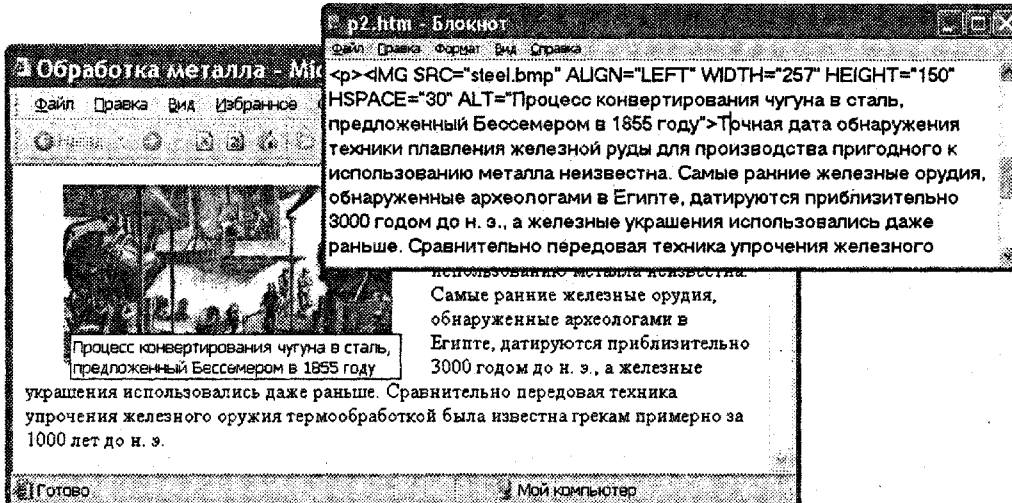 p2.htm - Блокнот
Файл Правка Формат Вид Справка
<p><IMG SRC="steel.bmp" ALIGN="LEFT" WIDTH="257" HEIGHT="150"
HSPACE="30" ALT="Процесс конвертирования чугуна в сталь,
предложенный Бессемером в 1855 году">Точная дата обнаружения
техники плавления железной руды для производства пригодного к
использованию металла неизвестна. Самые ранние железные орудия,
обнаруженные археологами в Египте, датируются приблизительно
3000 годом до н. э., а железные украшения использовались даже
раньше. Сравнительно передовая техника упрочения железного
Обработка металла - Mic
Файл Правка Вид Избранное
использованию металла неизвестна.
Самые ранние железные орудия,
обнаруженные археологами в
Египте, датируются приблизительно
3000 годом до н. э., а железные
Процесс конвертирования чугуна в сталь,
предложенный Бессемером в 1855 году
украшения использовались даже раньше. Сравнительно передовая техника
упрочения железного оружия термообработкой была известна грекам примерно за
1000 лет до н. э.
Готово
Мой компьютер